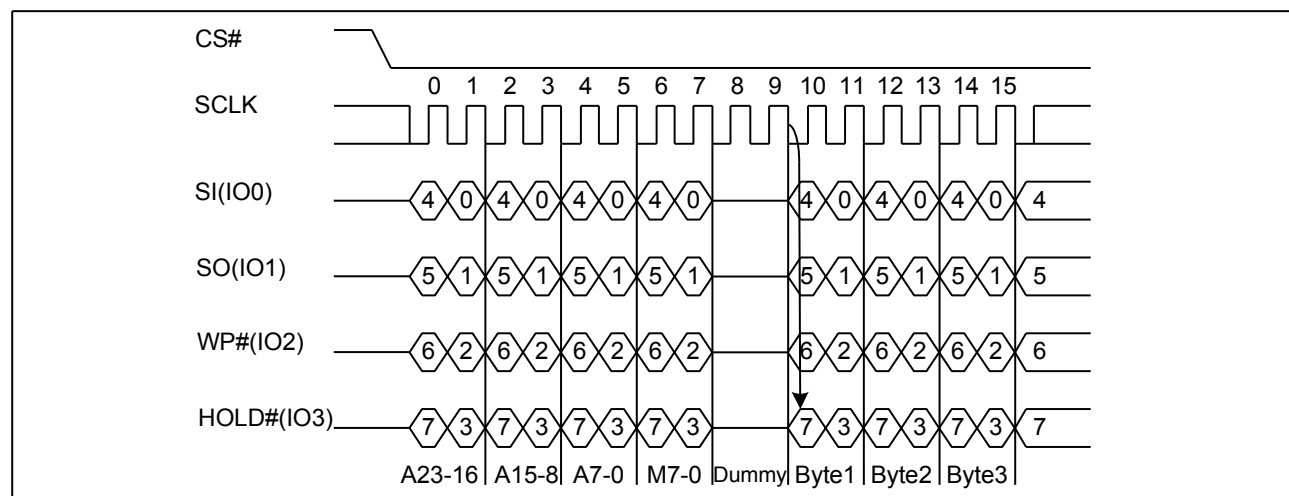 CS#
0 1 2 3 4 5 6 7 8 9 10 11 12 13 14 15
SCLK
SI(IO0) 4 0 4 0 4 0 4 0 4 0 4 0 4 0 4
SO(IO1) 5 1 5 1 5 1 5 1 5 1 5 1 5 1 5
WP#(IO2) 6 2 6 2 6 2 6 2 6 2 6 2 6 2 6
HOLD#(IO3) 7 3 7 3 7 3 7 3 7 3 7 3 7 3 7
A23-16 A15-8 A7-0 M7-0 Dummy Byte1 Byte2 Byte3